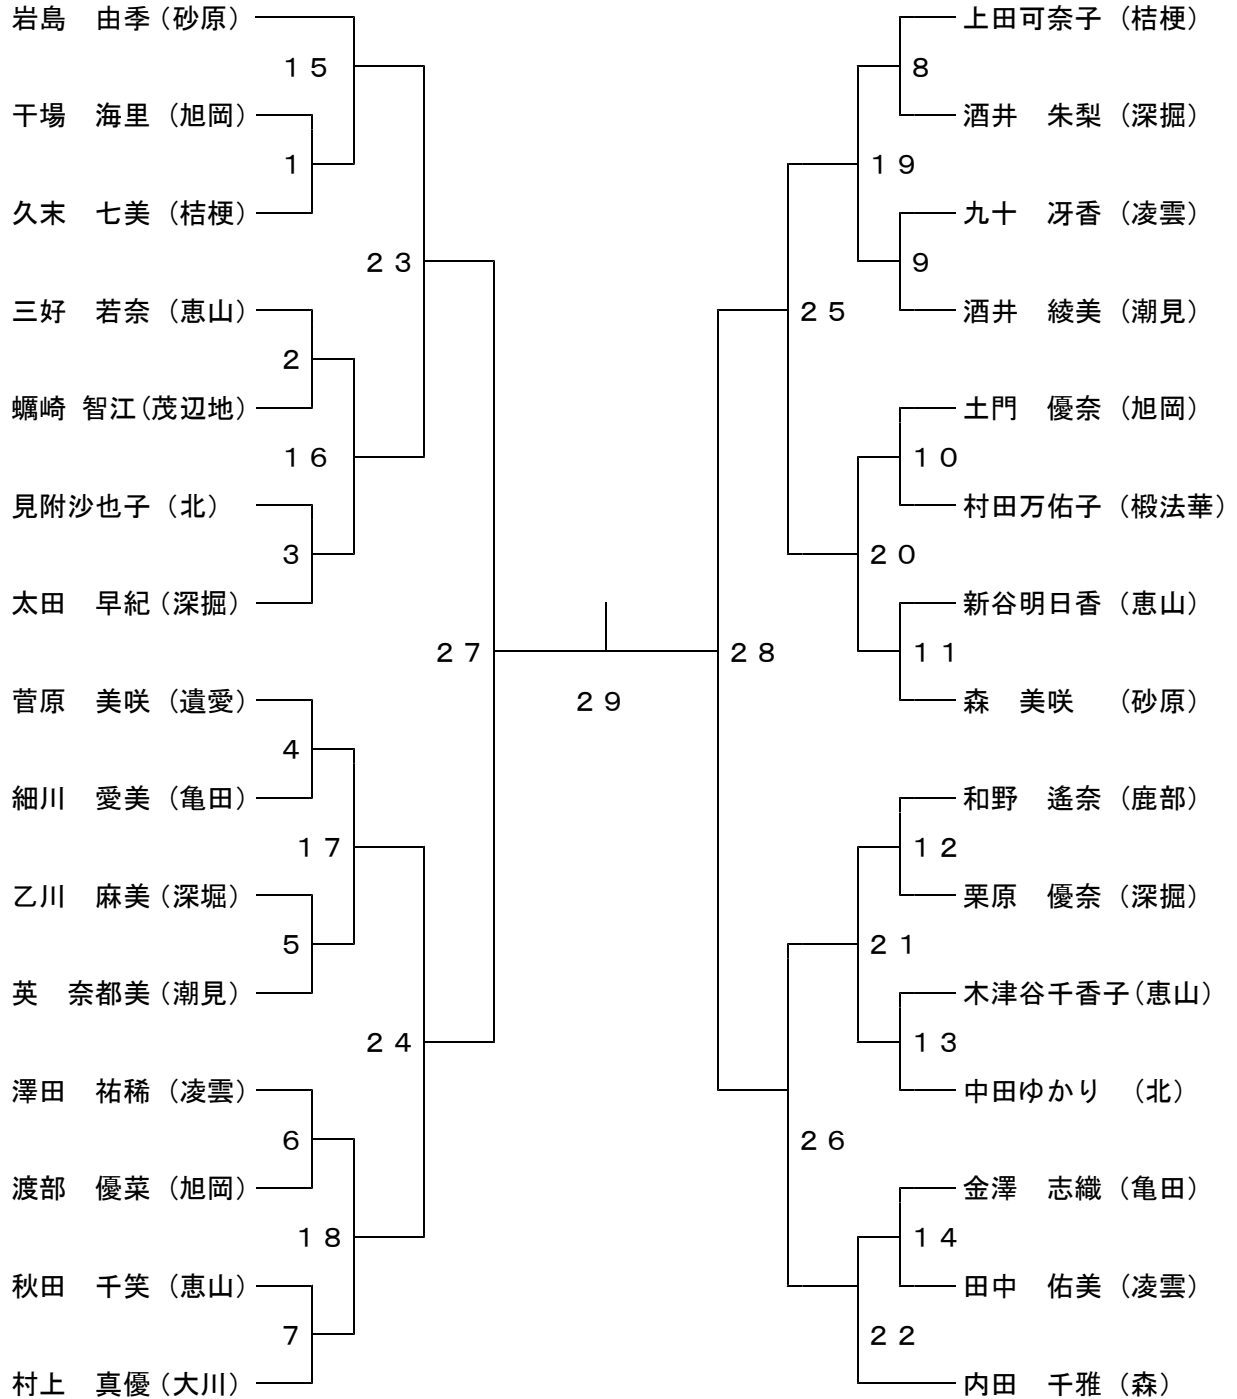 岩島　由季（砂原）
１５
干場　海里（旭岡）
１
久末　七美（桔梗）
２３
三好　若奈（恵山）
２
蠣崎 智江（茂辺地）
１６
見附沙也子（北）
３
太田　早紀（深掘）
２７
菅原　美咲（遺愛）
４
細川　愛美（亀田）
１７
乙川　麻美（深堀）
５
英　奈都美（潮見）
２４
澤田　祐稀（凌雲）
６
渡部　優菜（旭岡）
１８
秋田　千笑（恵山）
７
村上　真優（大川）
２９
上田可奈子（桔梗）
８
酒井　朱梨（深掘）
１９
九十　冴香（凌雲）
９
酒井　綾美（潮見）
２５
土門　優奈（旭岡）
１０
村田万佑子（椴法華）
２０
新谷明日香（恵山）
１１
森　美咲　（砂原）
２８
和野　遙奈（鹿部）
１２
栗原　優奈（深掘）
２１
木津谷千香子（恵山）
１３
中田ゆかり（北）
２６
金澤　志織（亀田）
１４
田中　佑美（凌雲）
２２
内田　千雅（森）